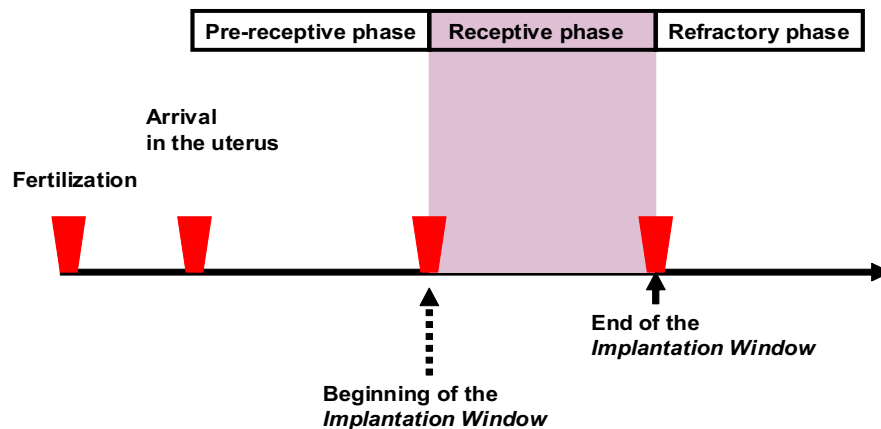 Pre-receptive phase
Receptive phase
Refractory phase
Arrival
in the uterus
Fertilization
End of the
Implantation Window
Beginning of the
Implantation Window